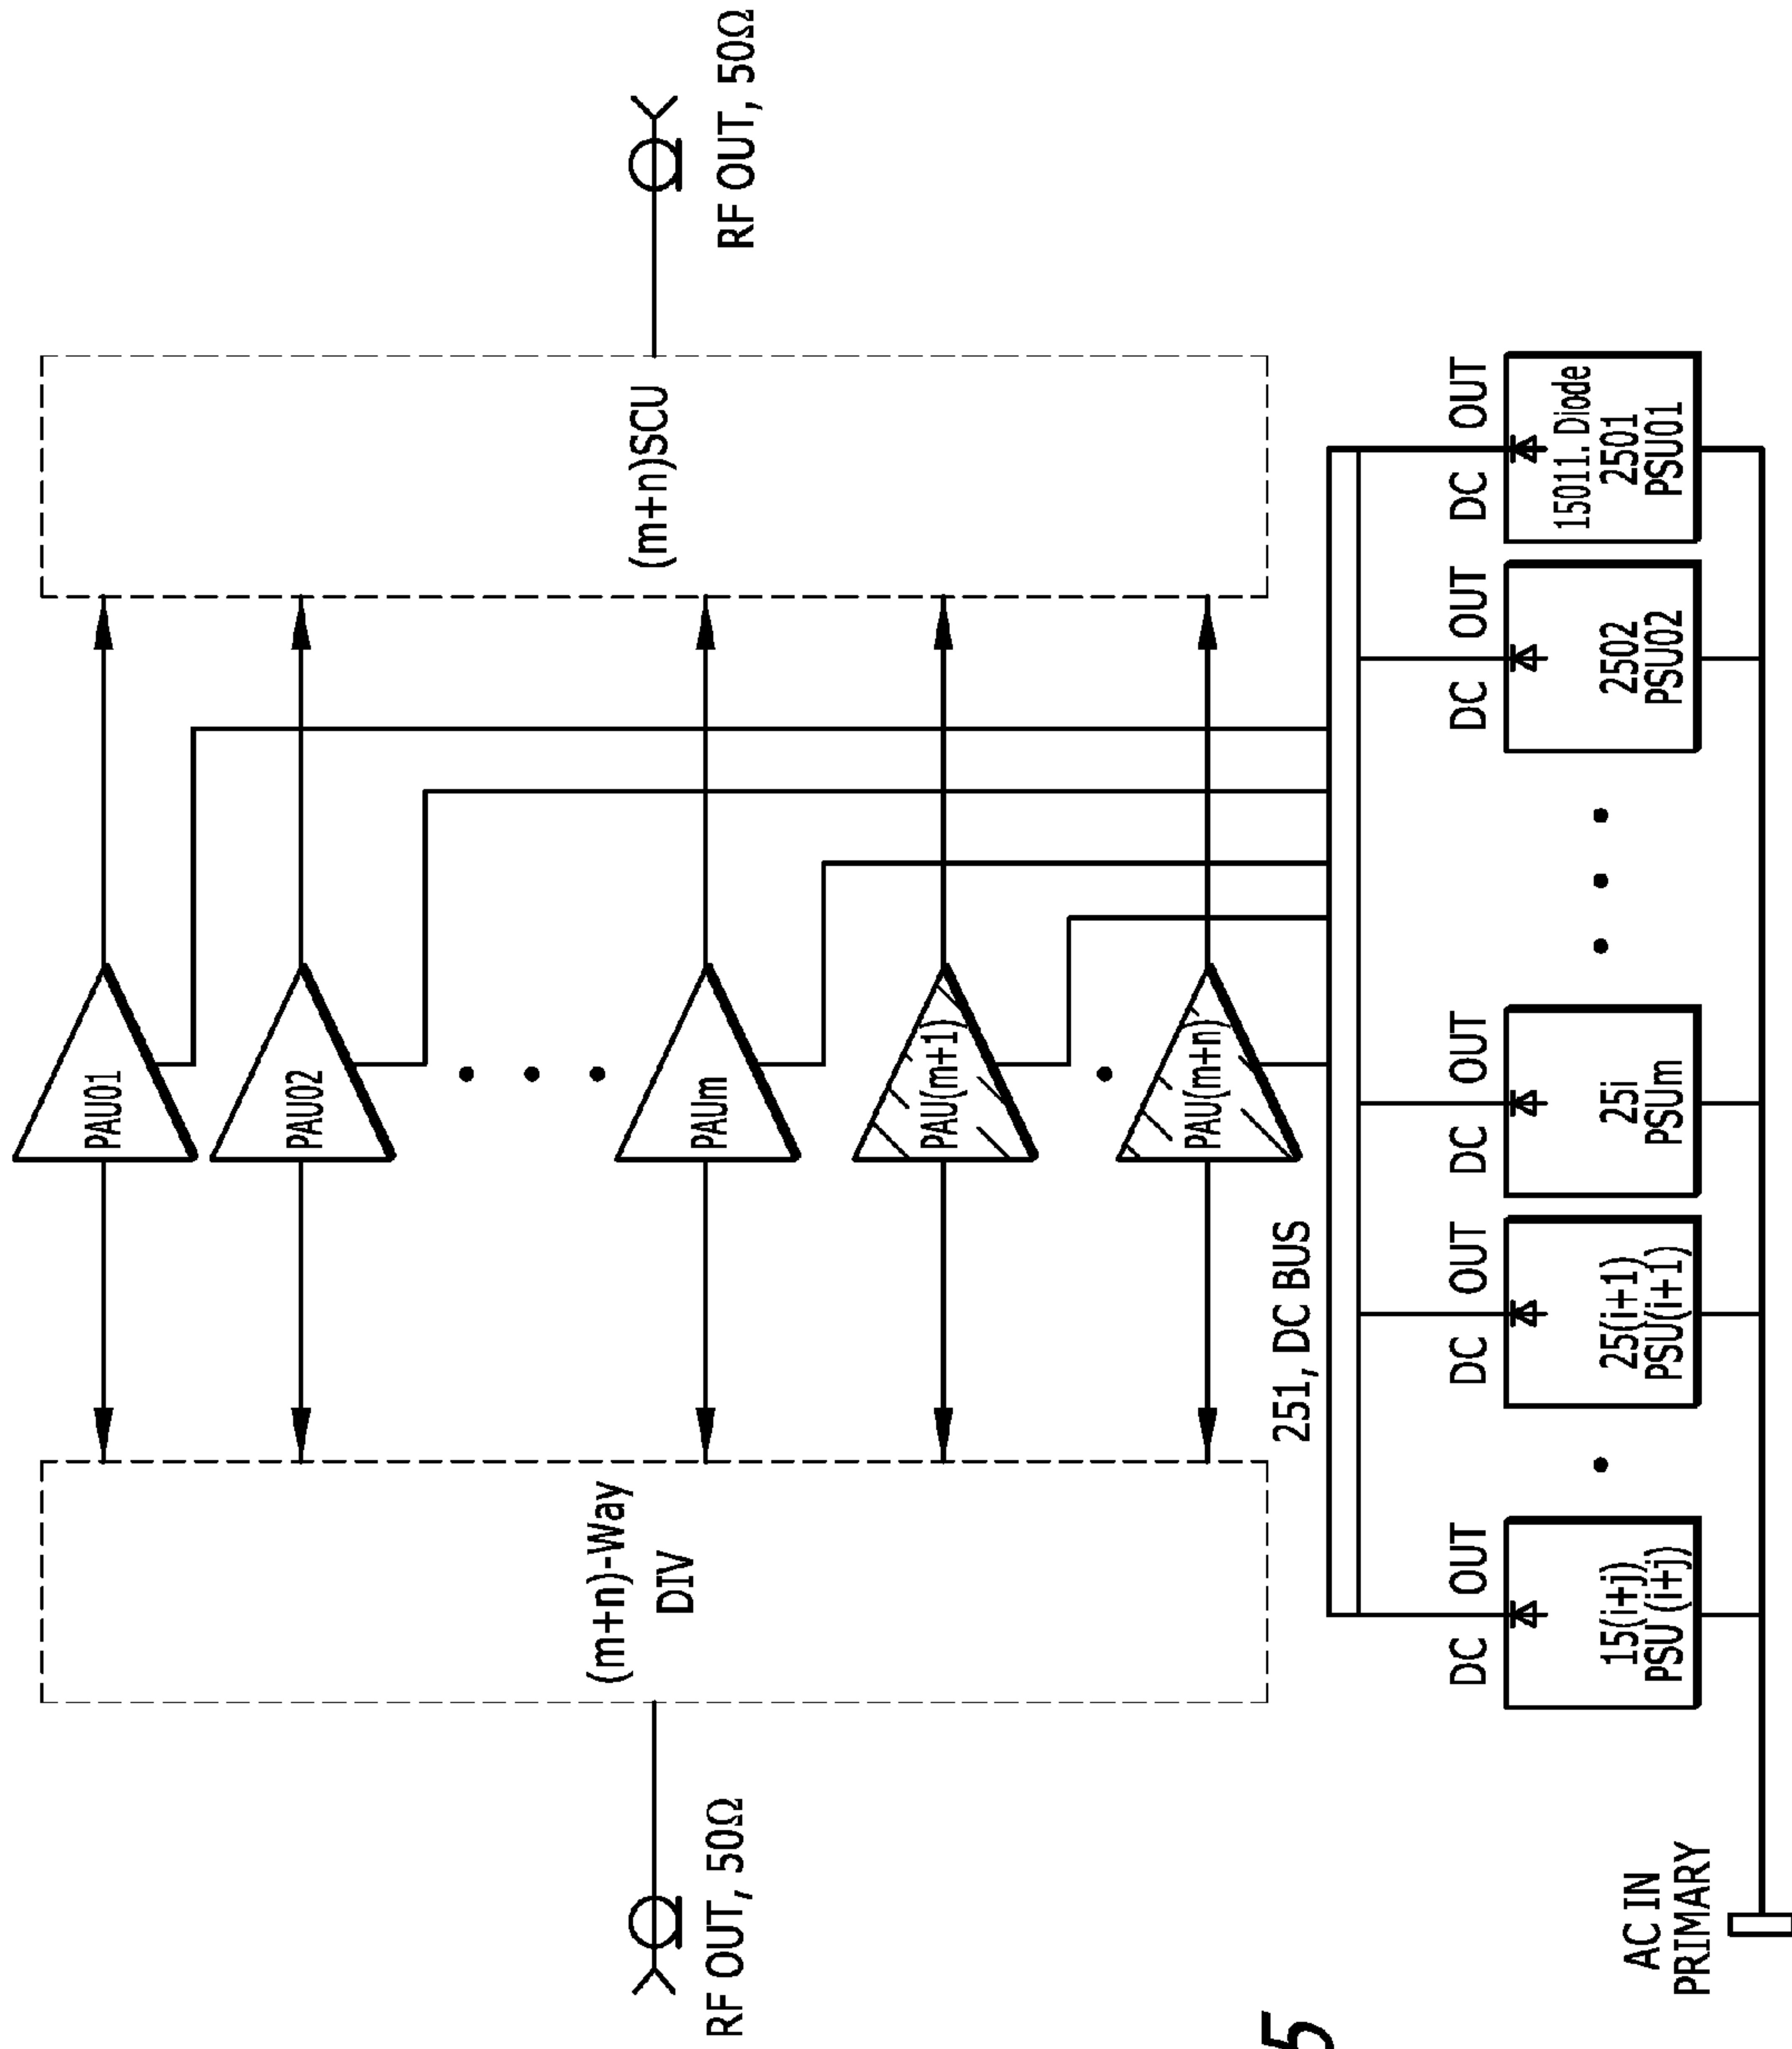 RF OUT, 50Ω
(m+n)-Way
DIV
PAU01
PAU02
PAUm
PAU(m+1)
PAU(m+n)
(m+n)SCU
RF OUT, 50Ω
251, DC BUS
DC OUT
15(i+j)
PSU (i+j)
DC OUT
25(i+1)
PSU(i+1)
DC OUT
25i
PSUm
DC OUT
2502
PSU02
DC OUT
15011. Diode
2501
PSU01
AC IN
PRIMARY
5